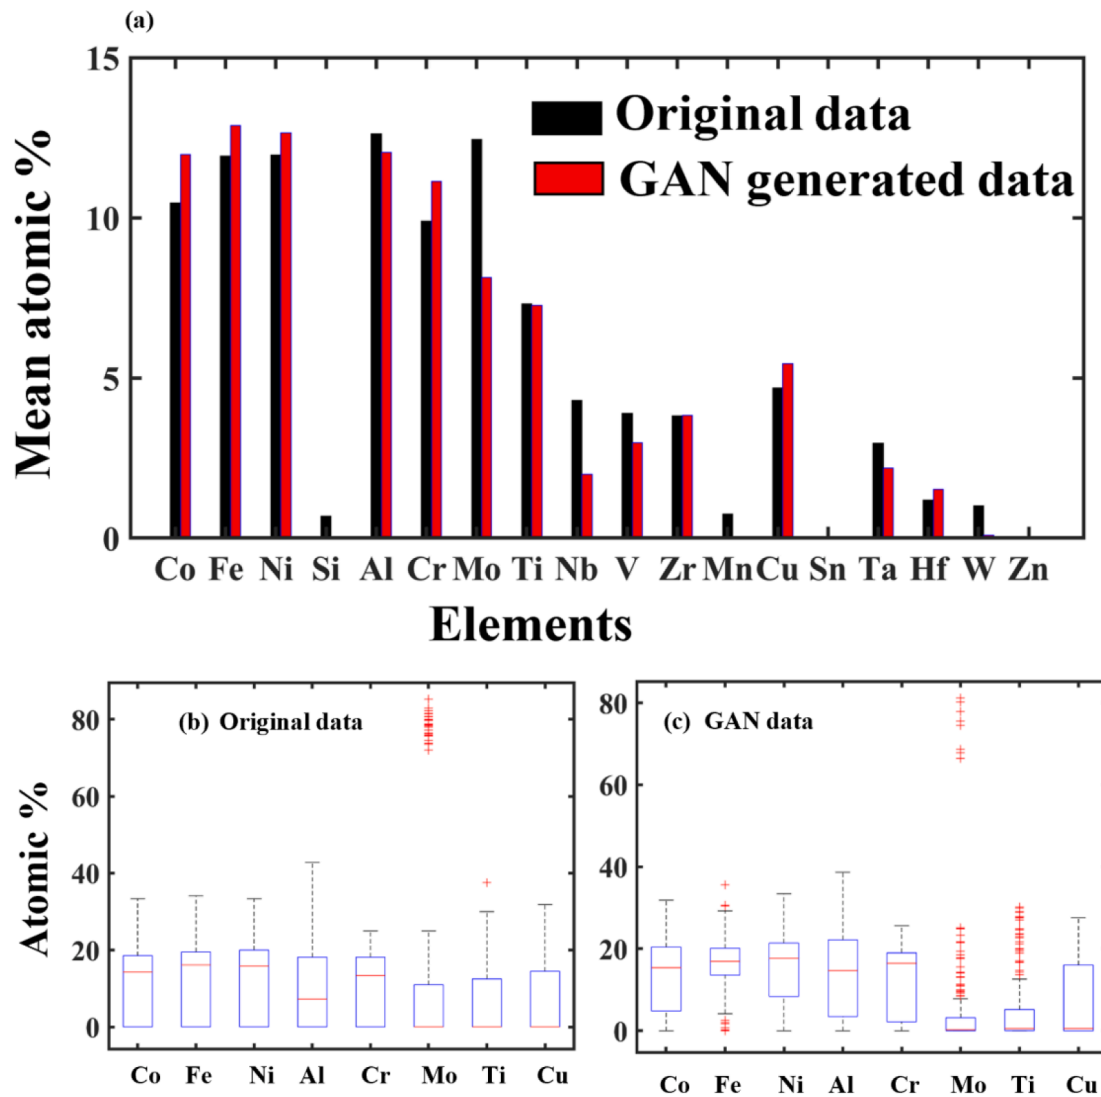 (a)
15
10
5
0
Mean atomic %
Original data
GAN generated data
Co Fe Ni Si Al Cr Mo Ti Nb V Zr Mn Cu Sn Ta Hf W Zn
Elements
Atomic %
80
60
40
20
0
(b) Original data
Co Fe Ni Al Cr Mo Ti Cu
80
60
40
20
0
(c) GAN data
Co Fe Ni Al Cr Mo Ti Cu